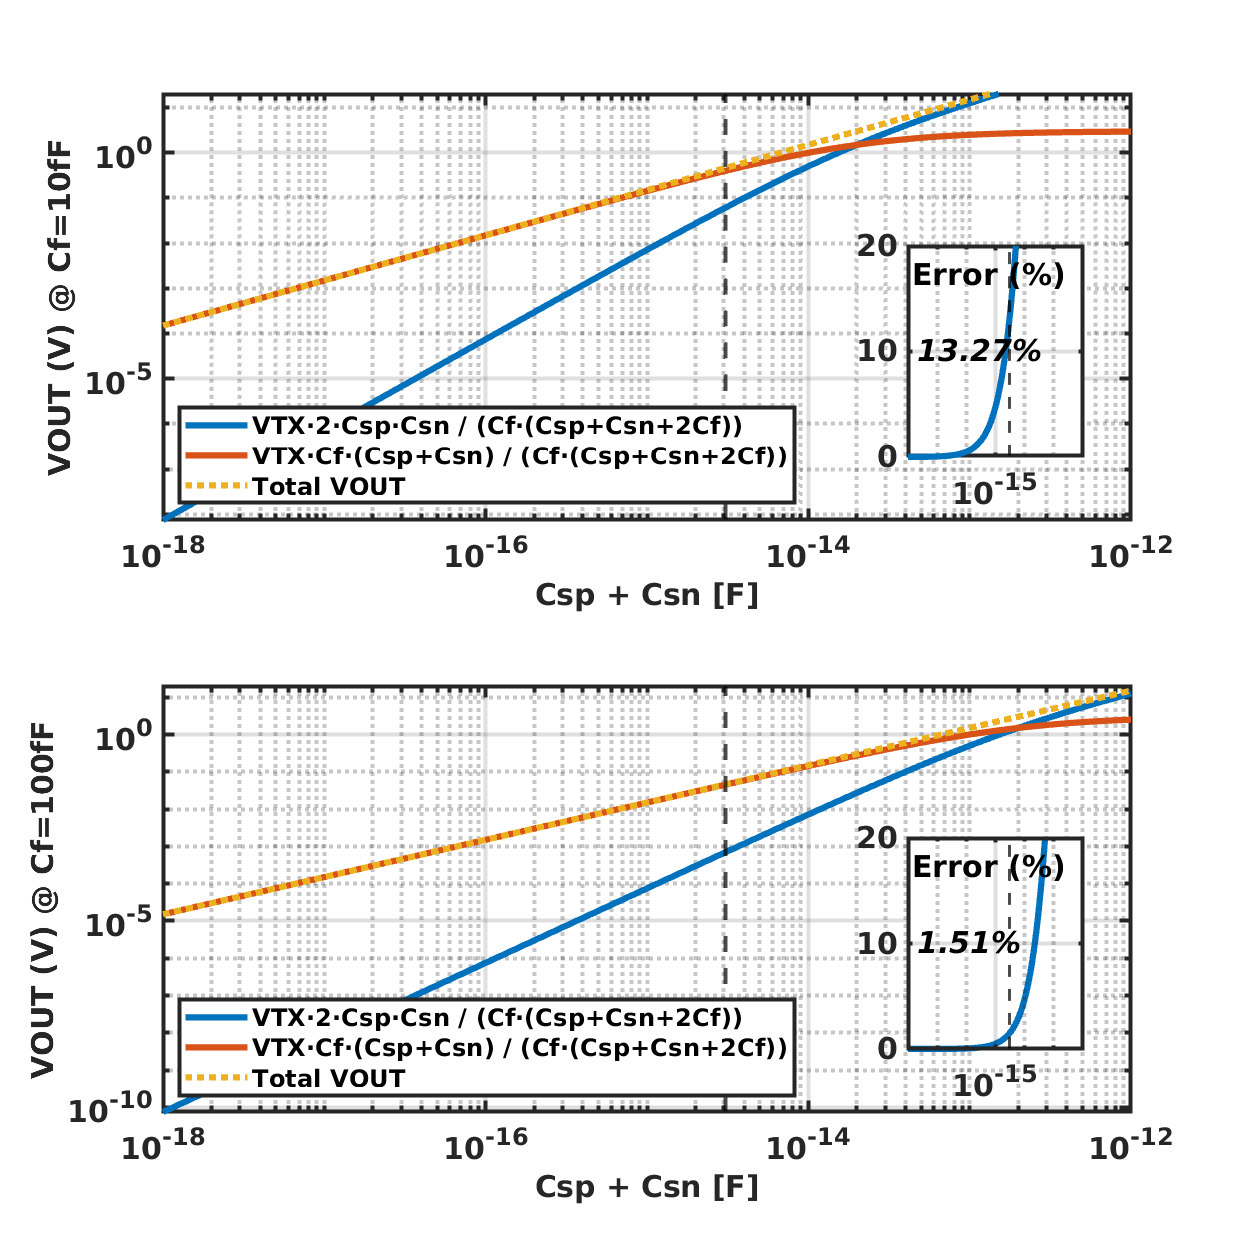 VOUT (V) @ Cf=10fF
10^0
10^-5
20
Error (%)
10
13.27%
0
10^-15
VTX·2·Csp·Csn / (Cf·(Csp+Csn+2Cf))
VTX·Cf·(Csp+Csn) / (Cf·(Csp+Csn+2Cf))
Total VOUT
10^-18 10^-16 10^-14 10^-12
Csp + Csn [F]
VOUT (V) @ Cf=100fF
10^0
10^-5
10^-10
20
Error (%)
10
1.51%
0
10^-15
VTX·2·Csp·Csn / (Cf·(Csp+Csn+2Cf))
VTX·Cf·(Csp+Csn) / (Cf·(Csp+Csn+2Cf))
Total VOUT
10^-18 10^-16 10^-14 10^-12
Csp + Csn [F]